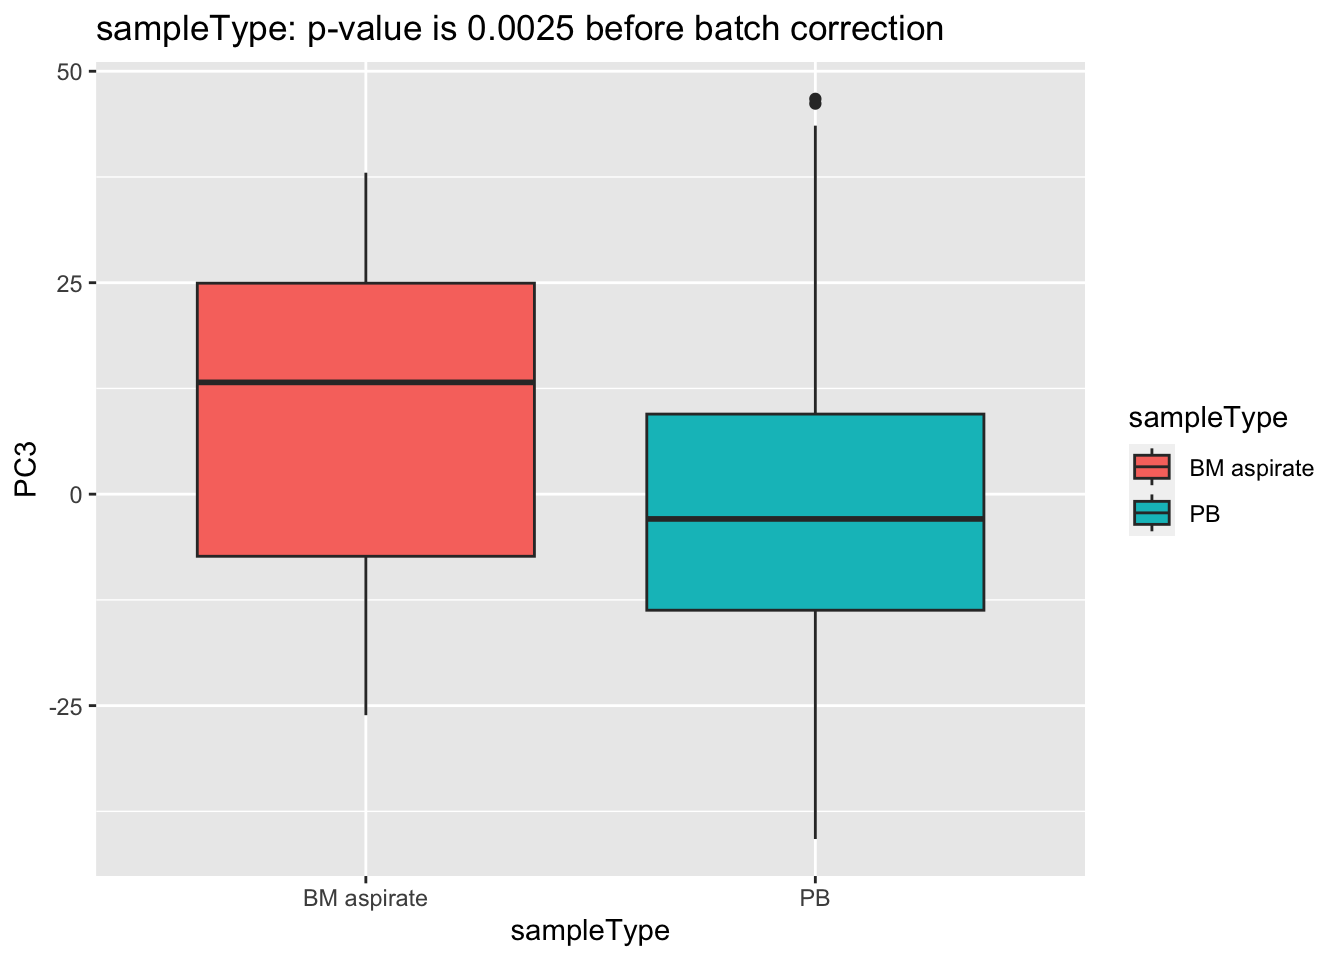 sampleType: p-value is 0.0025 before batch correction
50
25
0
-25
PC3
BM aspirate
PB
sampleType
sampleType
BM aspirate
PB